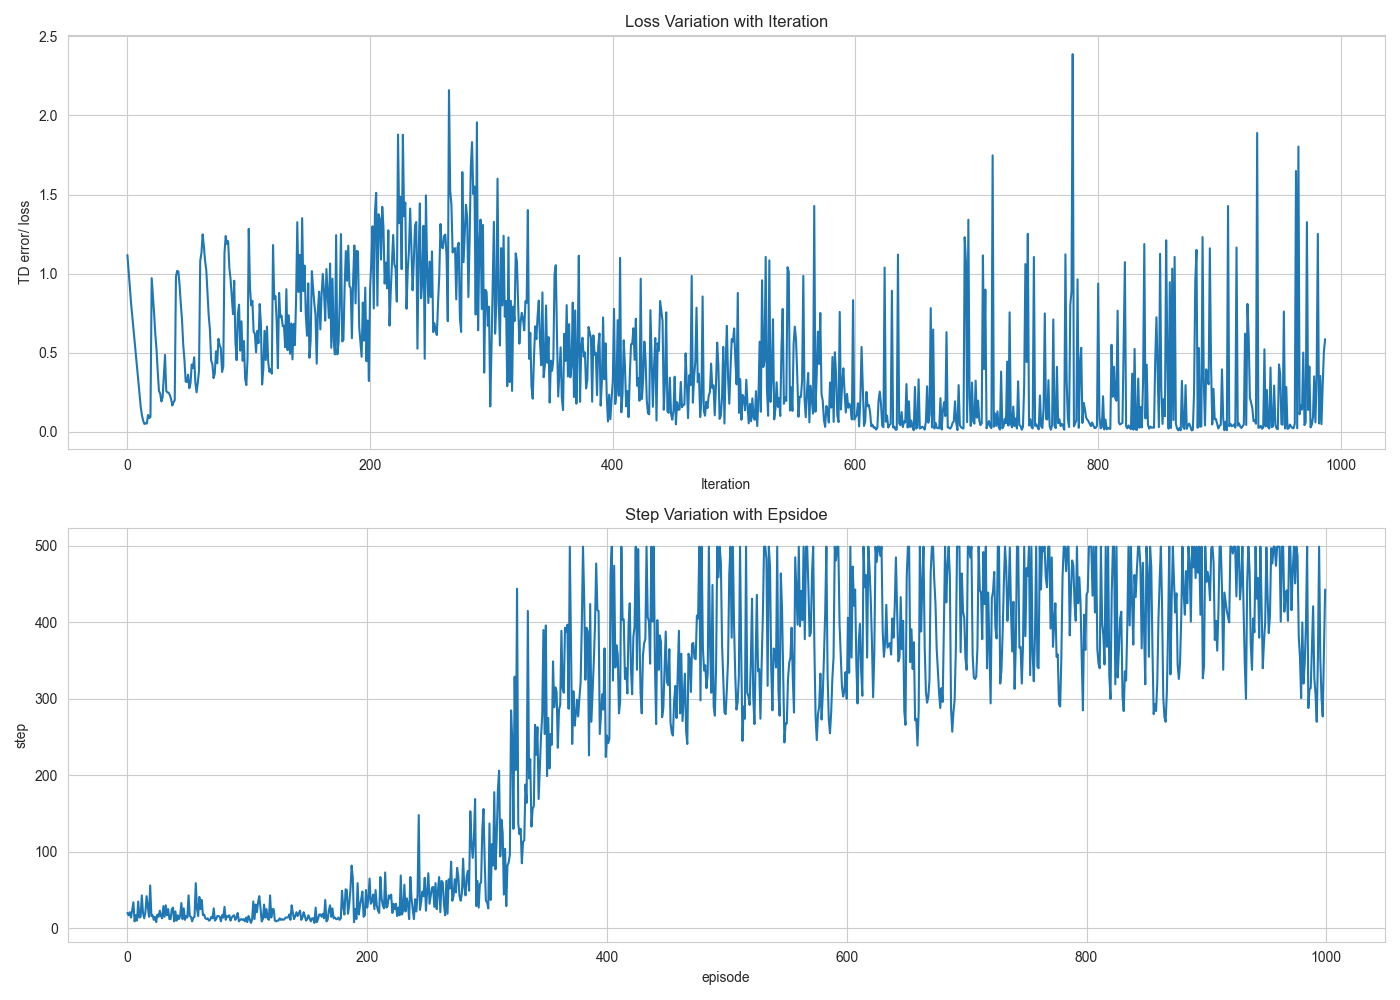 Loss Variation with Iteration
2.5
2.0
1.5
1.0
0.5
0.0
TD error/ loss
0 200 400 600 800 1000
Iteration
Step Variation with Epsidoe
500
400
300
200
100
0
step
0 200 400 600 800 1000
episode